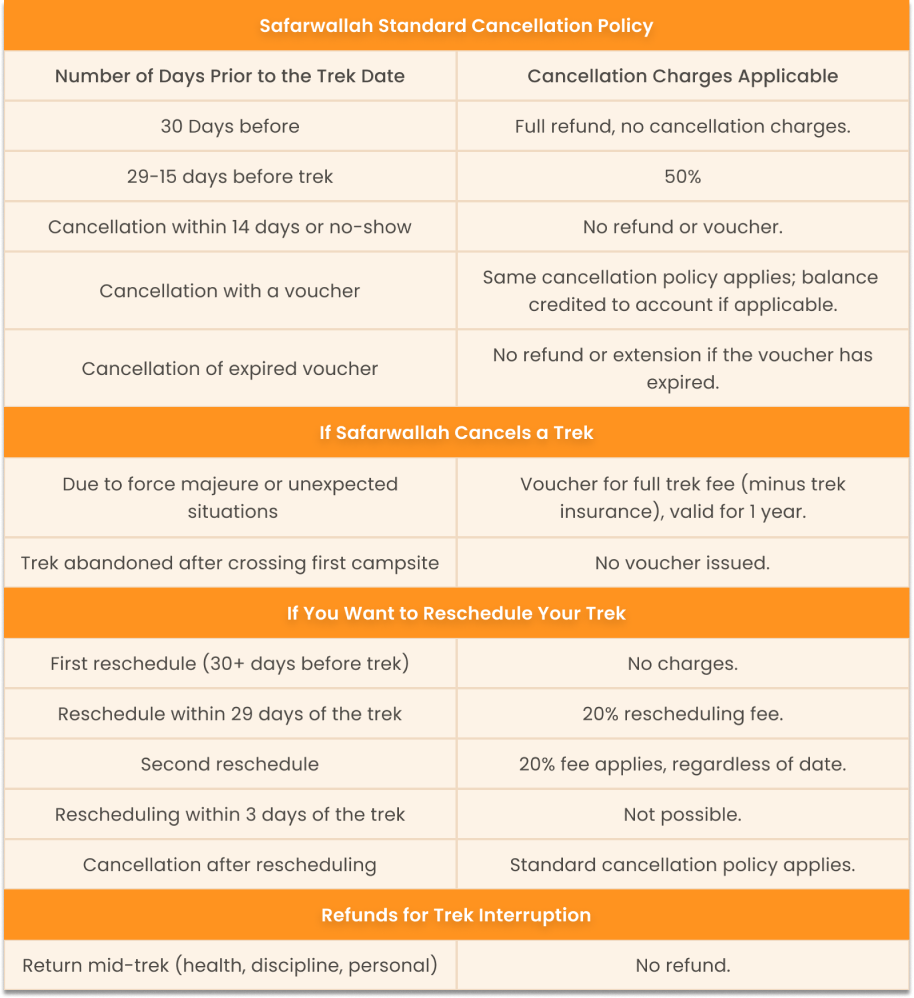 Safarwallah Standard Cancellation Policy
Number of Days Prior to the Trek Date
Cancellation Charges Applicable
30 Days before
Full refund, no cancellation charges.
29-15 days before trek
50%
Cancellation within 14 days or no-show
No refund or voucher.
Cancellation with a voucher
Same cancellation policy applies; balance
credited to account if applicable.
Cancellation of expired voucher
No refund or extension if the voucher has
expired.
If Safarwallah Cancels a Trek
Due to force majeure or unexpected
situations
Voucher for full trek fee (minus trek
insurance), valid for 1 year.
Trek abandoned after crossing first campsite
No voucher issued.
If You Want to Reschedule Your Trek
First reschedule (30+ days before trek)
No charges.
Reschedule within 29 days of the trek
20% rescheduling fee.
Second reschedule
20% fee applies, regardless of date.
Rescheduling within 3 days of the trek
Not possible.
Cancellation after rescheduling
Standard cancellation policy applies.
Refunds for Trek Interruption
Return mid-trek (health, discipline, personal)
No refund.